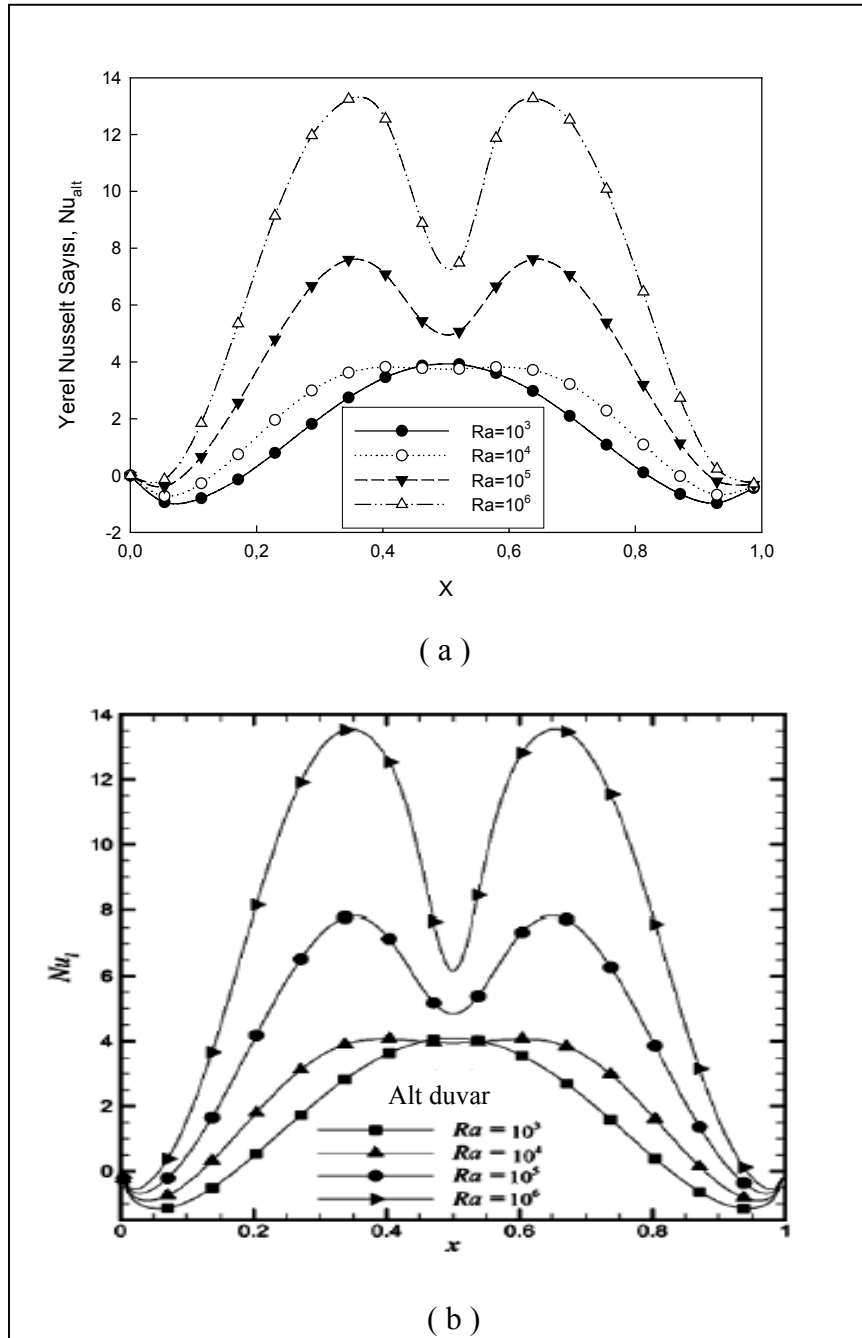 14
12
10
8
6
4
2
0
-2
Yerel Nusselt Sayısı, Nu_alt
Ra=10³
Ra=10⁴
Ra=10⁵
Ra=10⁶
0,0 0,2 0,4 0,6 0,8 1,0
X
( a )
14
12
10
8
6
4
2
0
Nu_l
Alt duvar
Ra = 10³
Ra = 10⁴
Ra = 10⁵
Ra = 10⁶
0 0.2 0.4 0.6 0.8 1
x
( b )